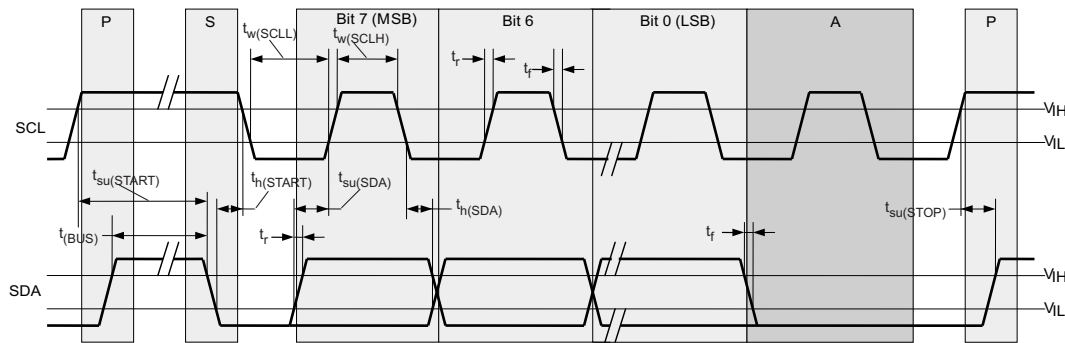 P
S
Bit 7 (MSB)
Bit 6
Bit 0 (LSB)
A
P
tw(SCLL)
tw(SCLH)
tr
tf
SCL
VIH
VIL
tsu(START)
th(START)
tsu(SDA)
th(SDA)
tsu(STOP)
t(BUS)
tr
tf
SDA
VIH
VIL